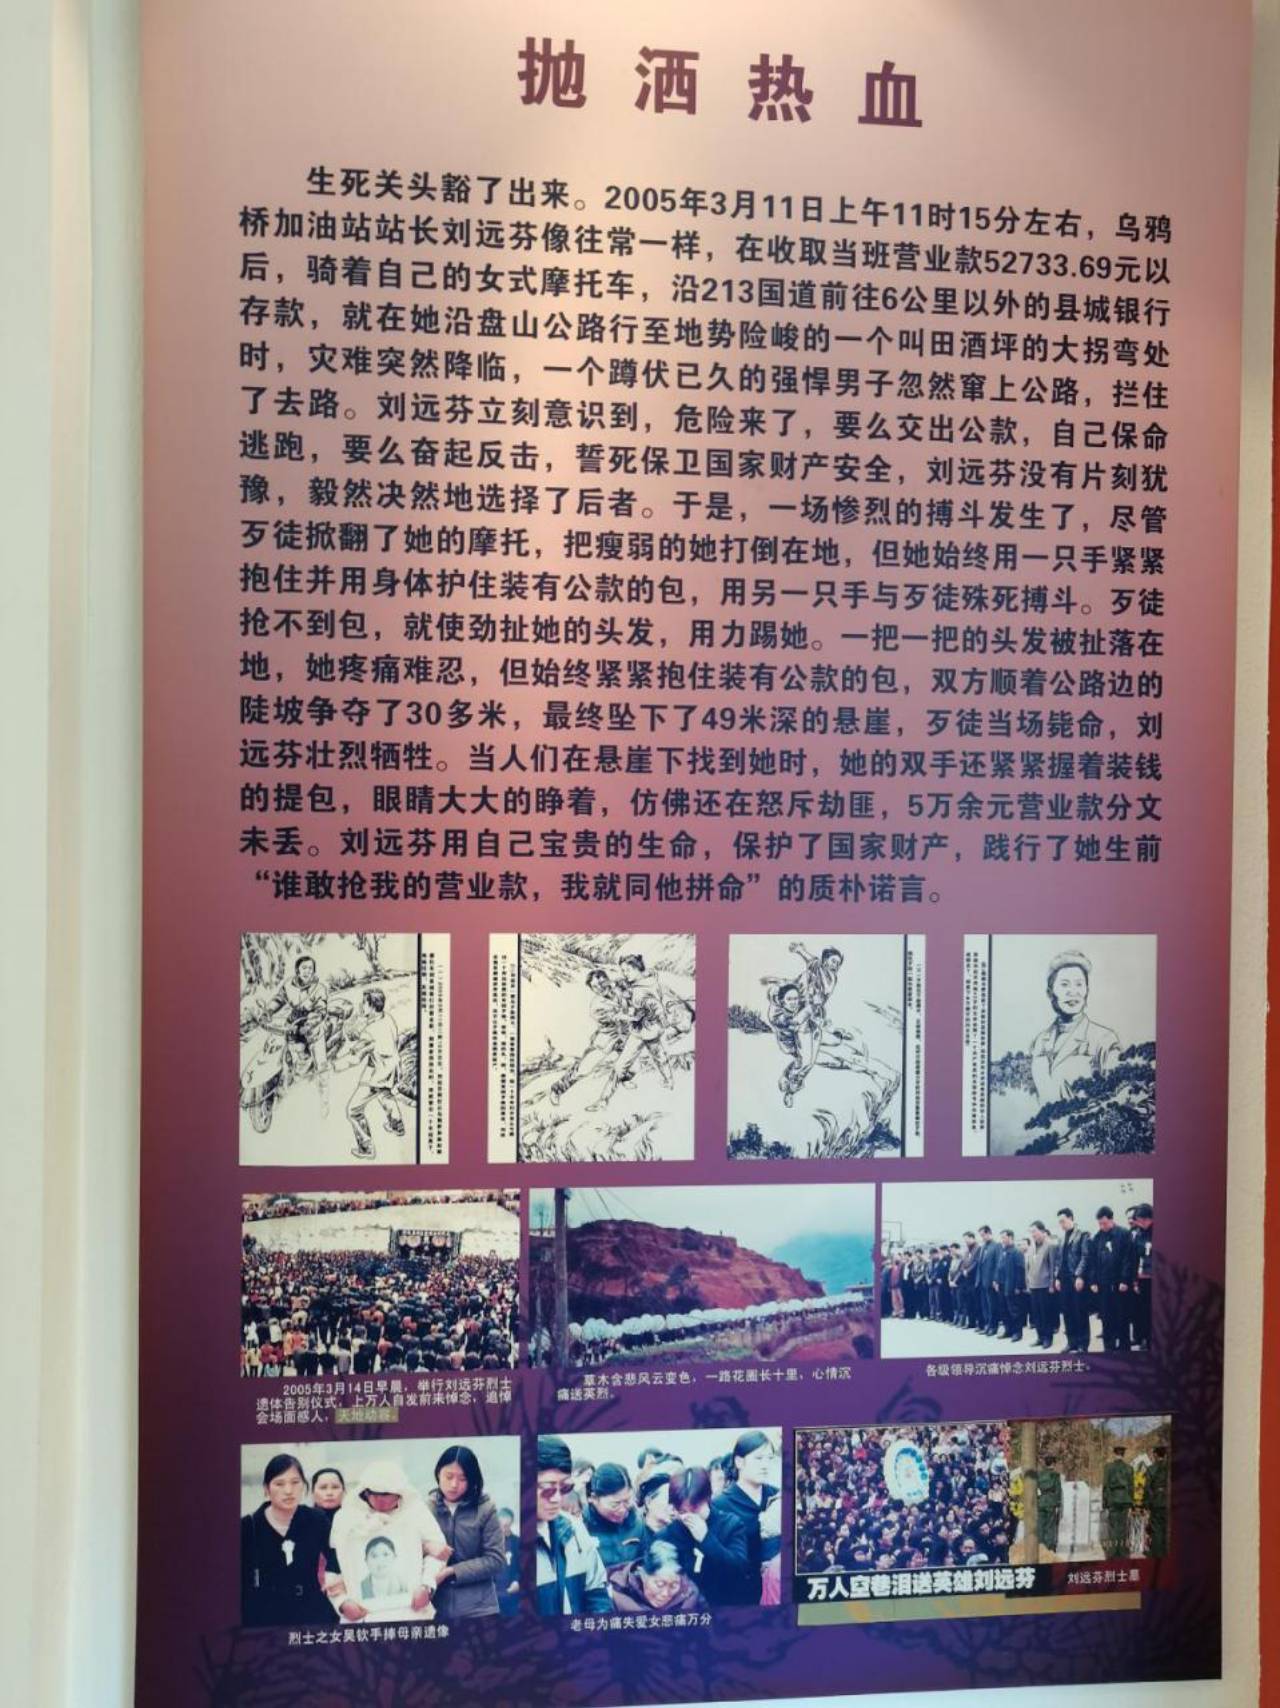 抛洒热血
生死关头豁了出来。2005年3月11日上午11时15分左右，乌鸦
桥加油站站长刘远芬像往常一样，在收取当班营业款52733.69元以
后，骑着自己的女式摩托车，沿213国道前往6公里以外的县城银行
存款，就在她沿盘山公路行至地势险峻的一个叫田酒坪的大拐弯处
时，灾难突然降临，一个蹲伏已久的强悍男子忽然窜上公路，拦住
了去路。刘远芬立刻意识到，危险来了，要么交出公款，自己保命
逃跑，要么奋起反击，誓死保卫国家财产安全，刘远芬没有片刻犹
豫，毅然决然地选择了后者。于是，一场惨烈的搏斗发生了，尽管
歹徒掀翻了她的摩托，把瘦弱的她打倒在地，但她始终用一只手紧紧
抱住并用身体护住装有公款的包，用另一只手与歹徒殊死搏斗。歹徒
抢不到包，就使劲扯她的头发，用力踢她。一把一把的头发被扯落在
地，她疼痛难忍，但始终紧紧抱住装有公款的包，双方顺着公路边的
陡坡争夺了30多米，最终坠下了49米深的悬崖，歹徒当场毙命，刘
远芬壮烈牺牲。当人们在悬崖下找到她时，她的双手还紧紧握着装钱
的提包，眼睛大大的睁着，仿佛还在怒斥劫匪，5万余元营业款分文
未丢。刘远芬用自己宝贵的生命，保护了国家财产，践行了她生前
“谁敢抢我的营业款，我就同他拼命”的质朴诺言。
2005年3月14日早晨，举行刘远芬烈士
遗体告别仪式，上万人自发前来悼念，追悼
会场面感人，天地动容。
草木含悲风云变色，一路花圈长十里，心情沉
痛送英烈。
各级领导沉痛悼念刘远芬烈士。
烈士之女吴钦手捧母亲遗像
老母为痛失爱女悲痛万分
万人空巷泪送英雄刘远芬
刘远芬烈士墓